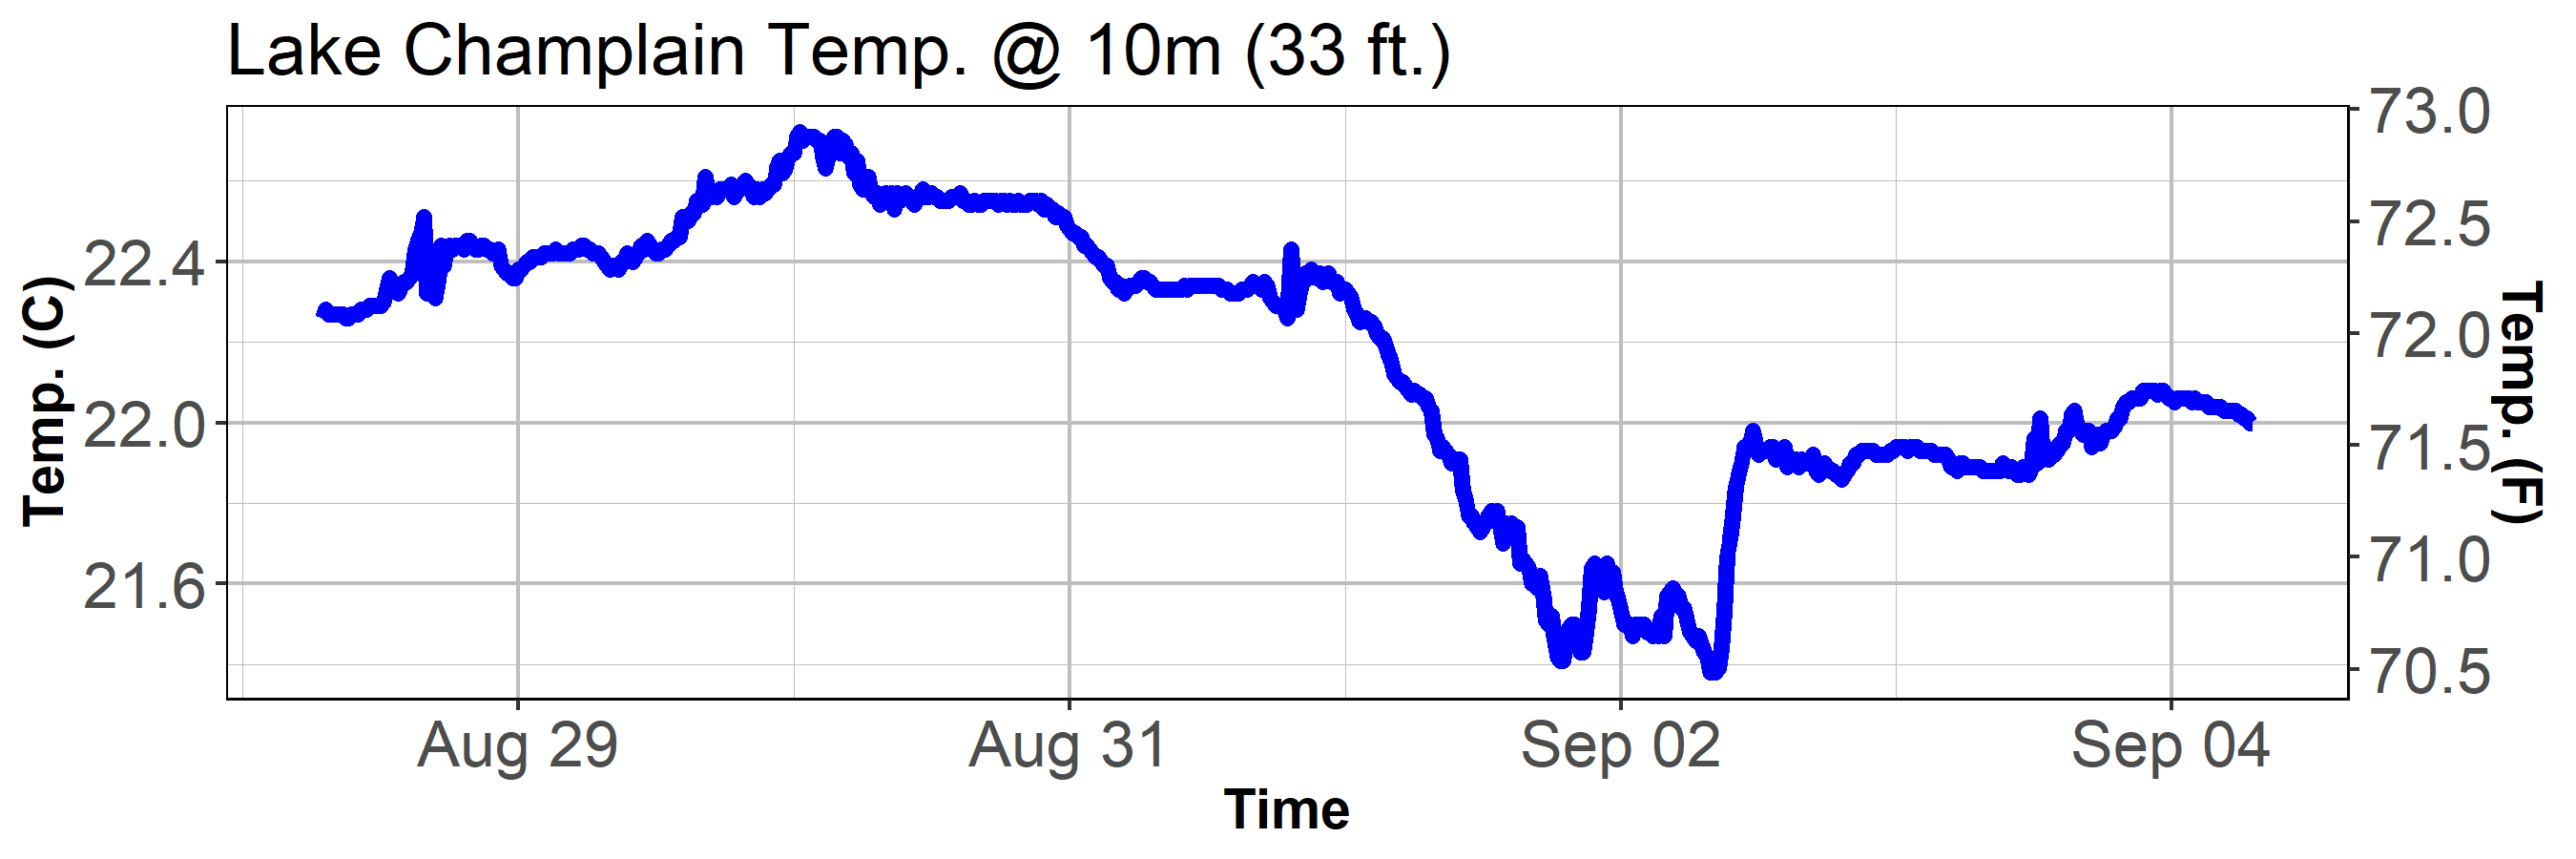 Lake Champlain Temp. @ 10m (33 ft.)
Temp. (C)
22.4
22.0
21.6
73.0
72.5
72.0
71.5
71.0
70.5
Temp. (F)
Aug 29
Aug 31
Sep 02
Sep 04
Time